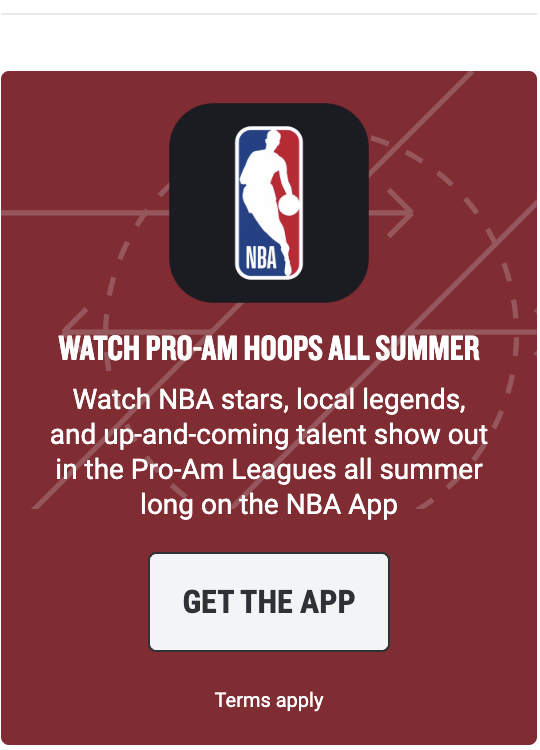 NBA
WATCH PRO-AM HOOPS ALL SUMMER
Watch NBA stars, local legends,
and up-and-coming talent show out
in the Pro-Am Leagues all summer
long on the NBA App
GET THE APP
Terms apply